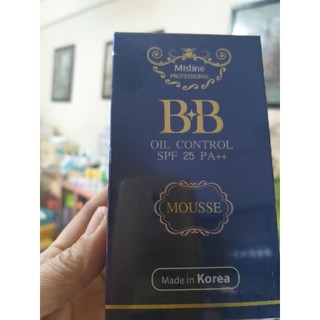 Mistine
PROFESSIONAL
BB
OIL CONTROL
SPF 25 PA++
MOUSSE
Made in Korea